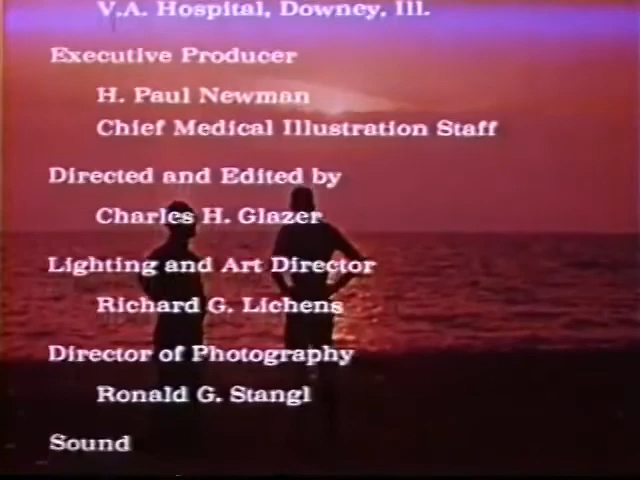 V.A. Hospital, Downey, Ill.
Executive Producer
H. Paul Newman
Chief Medical Illustration Staff
Directed and Edited by
Charles H. Glazer
Lighting and Art Director
Richard G. Lichens
Director of Photography
Ronald G. Stangl
Sound